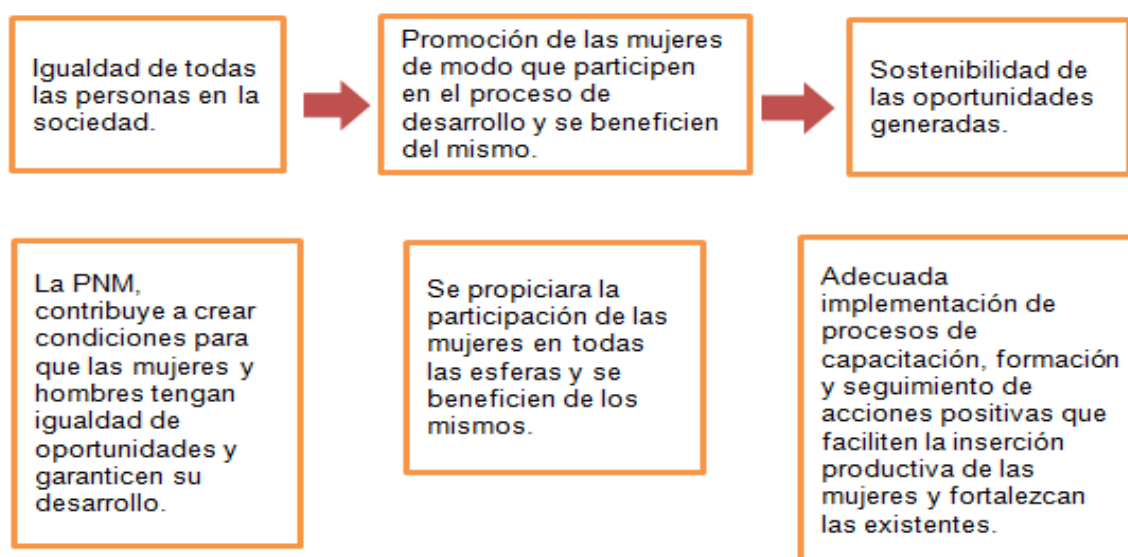 Igualdad de todas
las personas en la
sociedad.
Promoción de las mujeres
de modo que participen
en el proceso de
desarrollo y se beneficien
del mismo.
Sostenibilidad de
las oportunidades
generadas.
La PNM,
contribuye a crear
condiciones para
que las mujeres y
hombres tengan
igualdad de
oportunidades y
garanticen su
desarrollo.
Se propiciara la
participación de las
mujeres en todas
las esferas y se
beneficien de los
mismos.
Adecuada
implementación de
procesos de
capacitación, formación
y seguimiento de
acciones positivas que
faciliten la inserción
productiva de las
mujeres y fortalezcan
las existentes.